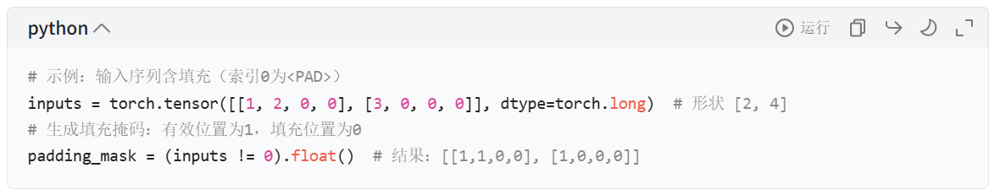 python
运行
# 示例：输入序列含填充（索引0为<PAD>）
inputs = torch.tensor([[1, 2, 0, 0], [3, 0, 0, 0]], dtype=torch.long)  # 形状 [2, 4]
# 生成填充掩码：有效位置为1，填充位置为0
padding_mask = (inputs != 0).float()  # 结果：[[1,1,0,0], [1,0,0,0]]